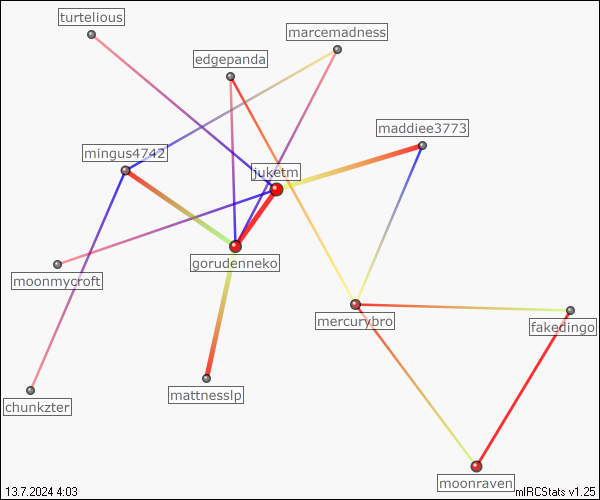 turtelious
marcemadness
edgepanda
maddiee3773
mingus4742
juketm
gorudenneko
moonmycroft
mercurybro
fakedingo
mattnesslp
chunkzter
moonraven
13.7.2024 4:03
mIRCStats v1.25